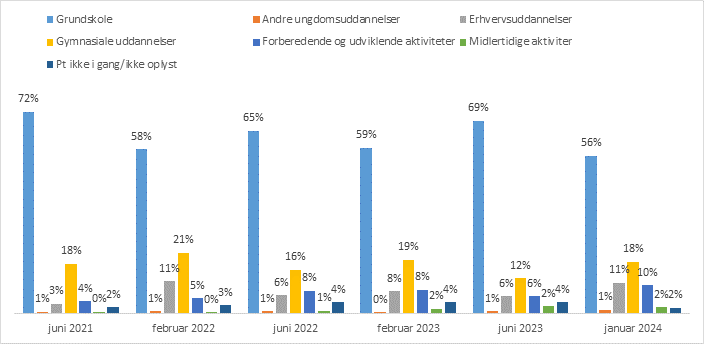 Grundskole Andre ungdomsuddannelser Erhvervsuddannelser
Gymnasiale uddannelser Forberedende og udviklende aktiviteter Midlertidige aktiviter
Pt ikke i gang/ikke oplyst
72% 1% 3% 18% 4% 0% 2%
58% 1% 11% 21% 5% 0% 3%
65% 1% 6% 16% 8% 1% 4%
59% 0% 8% 19% 8% 2% 4%
69% 1% 6% 12% 6% 2% 4%
56% 1% 11% 18% 10% 2% 2%
juni 2021 februar 2022 juni 2022 februar 2023 juni 2023 januar 2024